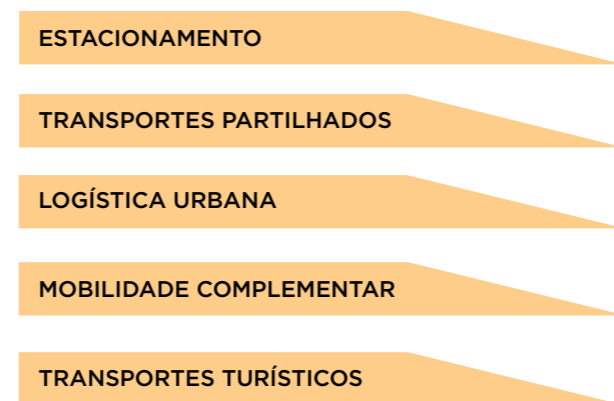 ESTACIONAMENTO
TRANSPORTES PARTILHADOS
LOGÍSTICA URBANA
MOBILIDADE COMPLEMENTAR
TRANSPORTES TURÍSTICOS